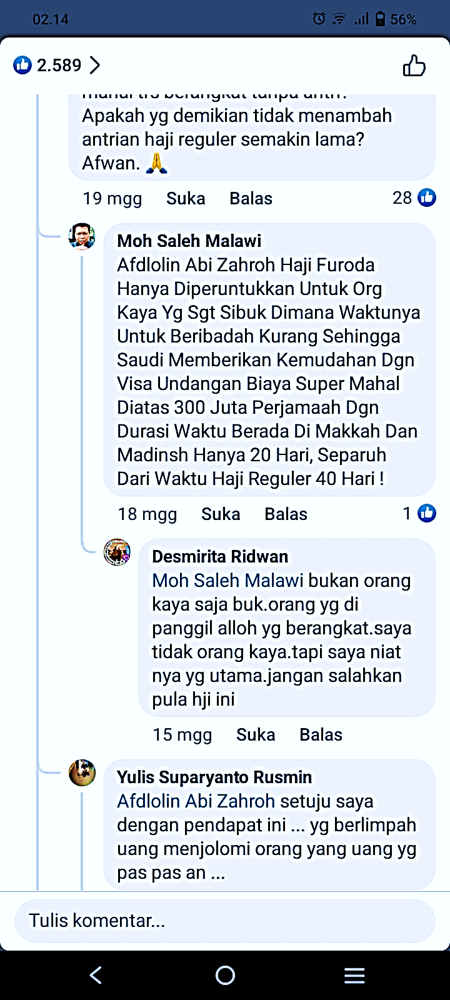 02.14
56%
2.589
Apakah yg demikian tidak menambah
antrian haji reguler semakin lama?
Afwan. 🙏
19 mgg Suka Balas 28
Moh Saleh Malawi
Afdlolin Abi Zahroh Haji Furoda
Hanya Diperuntukkan Untuk Org
Kaya Yg Sgt Sibuk Dimana Waktunya
Untuk Beribadah Kurang Sehingga
Saudi Memberikan Kemudahan Dgn
Visa Undangan Biaya Super Mahal
Diatas 300 Juta Perjamaah Dgn
Durasi Waktu Berada Di Makkah Dan
Madinsh Hanya 20 Hari, Separuh
Dari Waktu Haji Reguler 40 Hari !
18 mgg Suka Balas 1
Desmirita Ridwan
Moh Saleh Malawi bukan orang
kaya saja buk.orang yg di
panggil alloh yg berangkat.saya
tidak orang kaya.tapi saya niat
nya yg utama.jangan salahkan
pula hji ini
15 mgg Suka Balas
Yulis Suparyanto Rusmin
Afdlolin Abi Zahroh setuju saya
dengan pendapat ini ... yg berlimpah
uang menjolomi orang yang uang yg
pas pas an ...
Tulis komentar...